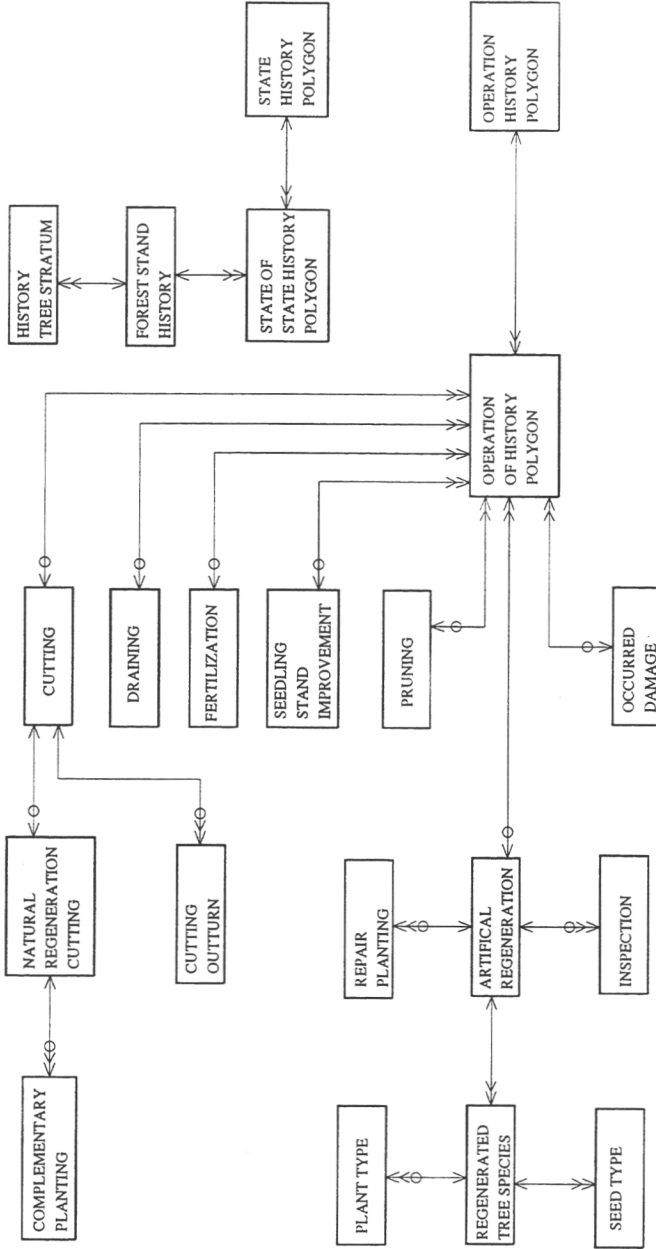 COMPLEMENTARY
PLANTING
NATURAL
REGENERATION
CUTTING
CUTTING
HISTORY
TREE STRATUM
DRAINING
FOREST STAND
HISTORY
CUTTING
OUTTURN
FERTILIZATION
SEEDLING
STAND
IMPROVEMENT
STATE OF
STATE HISTORY
POLYGON
STATE
HISTORY
POLYGON
PLANT TYPE
REPAIR
PLANTING
PRUNING
REGENERATED
TREE SPECIES
ARTIFICAL
REGENERATION
OPERATION
OF HISTORY
POLYGON
OPERATION
HISTORY
POLYGON
SEED TYPE
INSPECTION
OCCURRED
DAMAGE